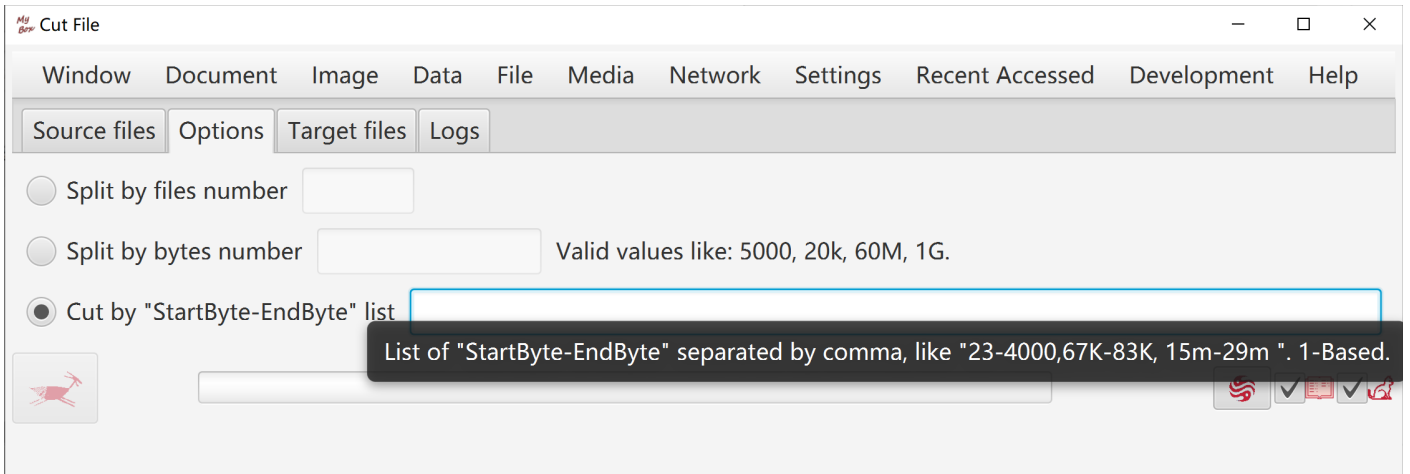 My Box Cut File
Window Document Image Data File Media Network Settings Recent Accessed Development Help
Source files Options Target files Logs
Split by files number
Split by bytes number Valid values like: 5000, 20k, 60M, 1G.
Cut by "StartByte-EndByte" list
List of "StartByte-EndByte" separated by comma, like "23-4000,67K-83K, 15m-29m ". 1-Based.